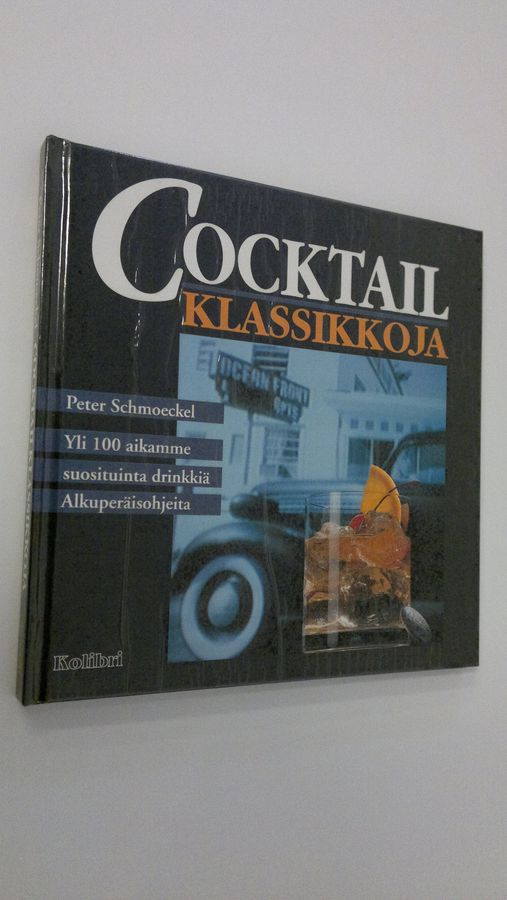 COCKTAIL
KLASSIKKOJA
OCEAN FRONT
APTS
Peter Schmoeckel
Yli 100 aikamme
suosituinta drinkkiä
Alkuperäisohjeita
Kolibri